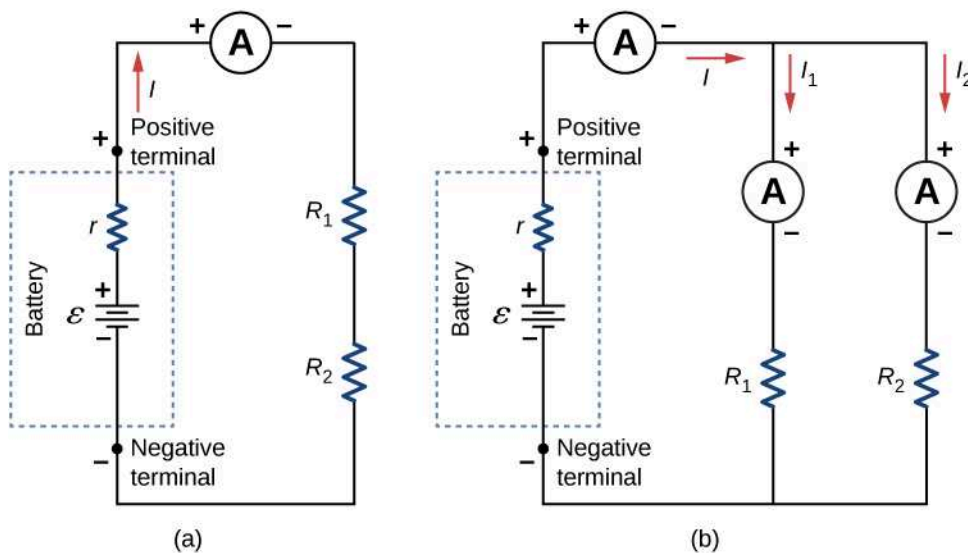 + A −
I
+ Positive
terminal
r
R1
Battery
+
ε
−
R2
Negative
− terminal
(a)
+ A −
I
I1
I2
+ Positive
terminal
+
A
−
+
A
−
r
Battery
+
ε
−
R1
R2
Negative
− terminal
(b)